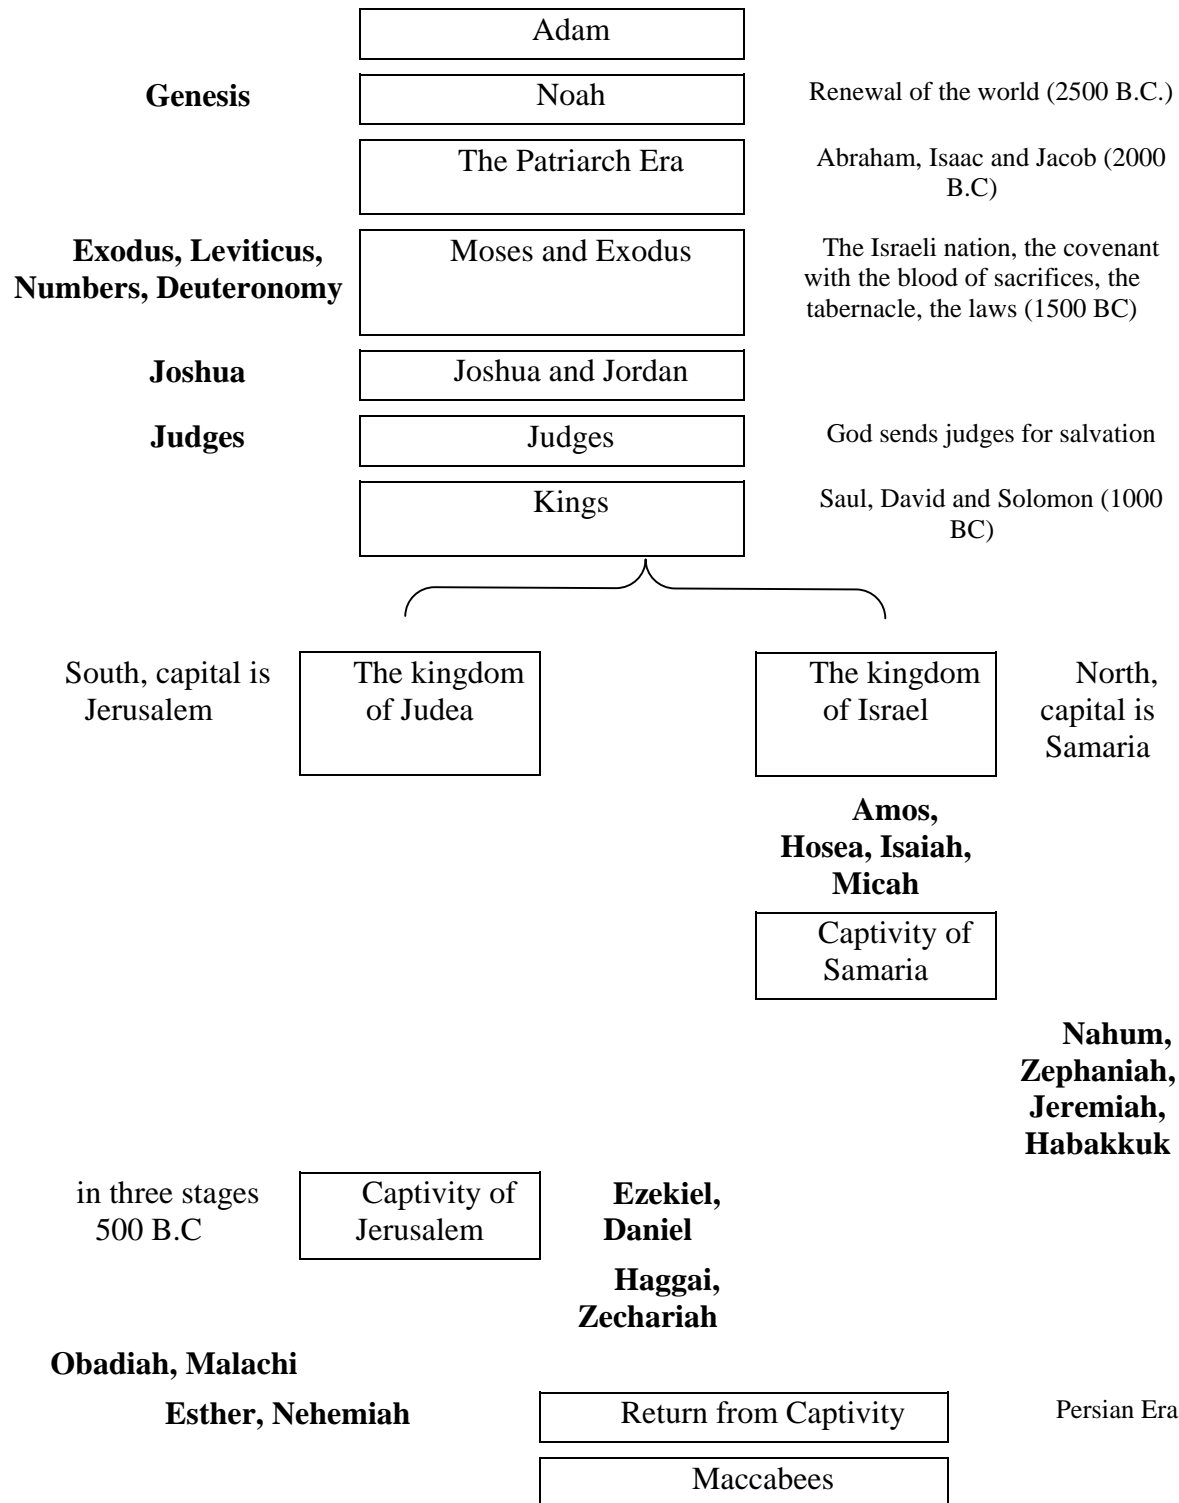 Adam
Genesis
Noah
Renewal of the world (2500 B.C.)
The Patriarch Era
Abraham, Isaac and Jacob (2000
B.C)
Exodus, Leviticus,
Numbers, Deuteronomy
Moses and Exodus
The Israeli nation, the covenant
with the blood of sacrifices, the
tabernacle, the laws (1500 BC)
Joshua
Joshua and Jordan
Judges
Judges
God sends judges for salvation
Kings
Saul, David and Solomon (1000
BC)
South, capital is
Jerusalem
The kingdom
of Judea
The kingdom
of Israel
North,
capital is
Samaria
Amos,
Hosea, Isaiah,
Micah
Captivity of
Samaria
Nahum,
Zephaniah,
Jeremiah,
Habakkuk
in three stages
500 B.C
Captivity of
Jerusalem
Ezekiel,
Daniel
Haggai,
Zechariah
Obadiah, Malachi
Esther, Nehemiah
Return from Captivity
Persian Era
Maccabees